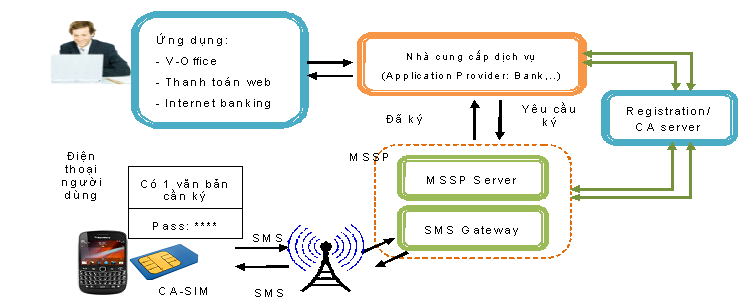 Ứng dụng:
- V-Office
- Thanh toán web
- Internet banking
Nhà cung cấp dịch vụ
(Application Provider: Bank,..)
Registration/
CA server
Đã ký
Yêu cầu
ký
MSSP
MSSP Server
SMS Gateway
Điện
thoại
người
dùng
Có 1 văn bản
cần ký
Pass: ****
SMS
SMS
CA-SIM